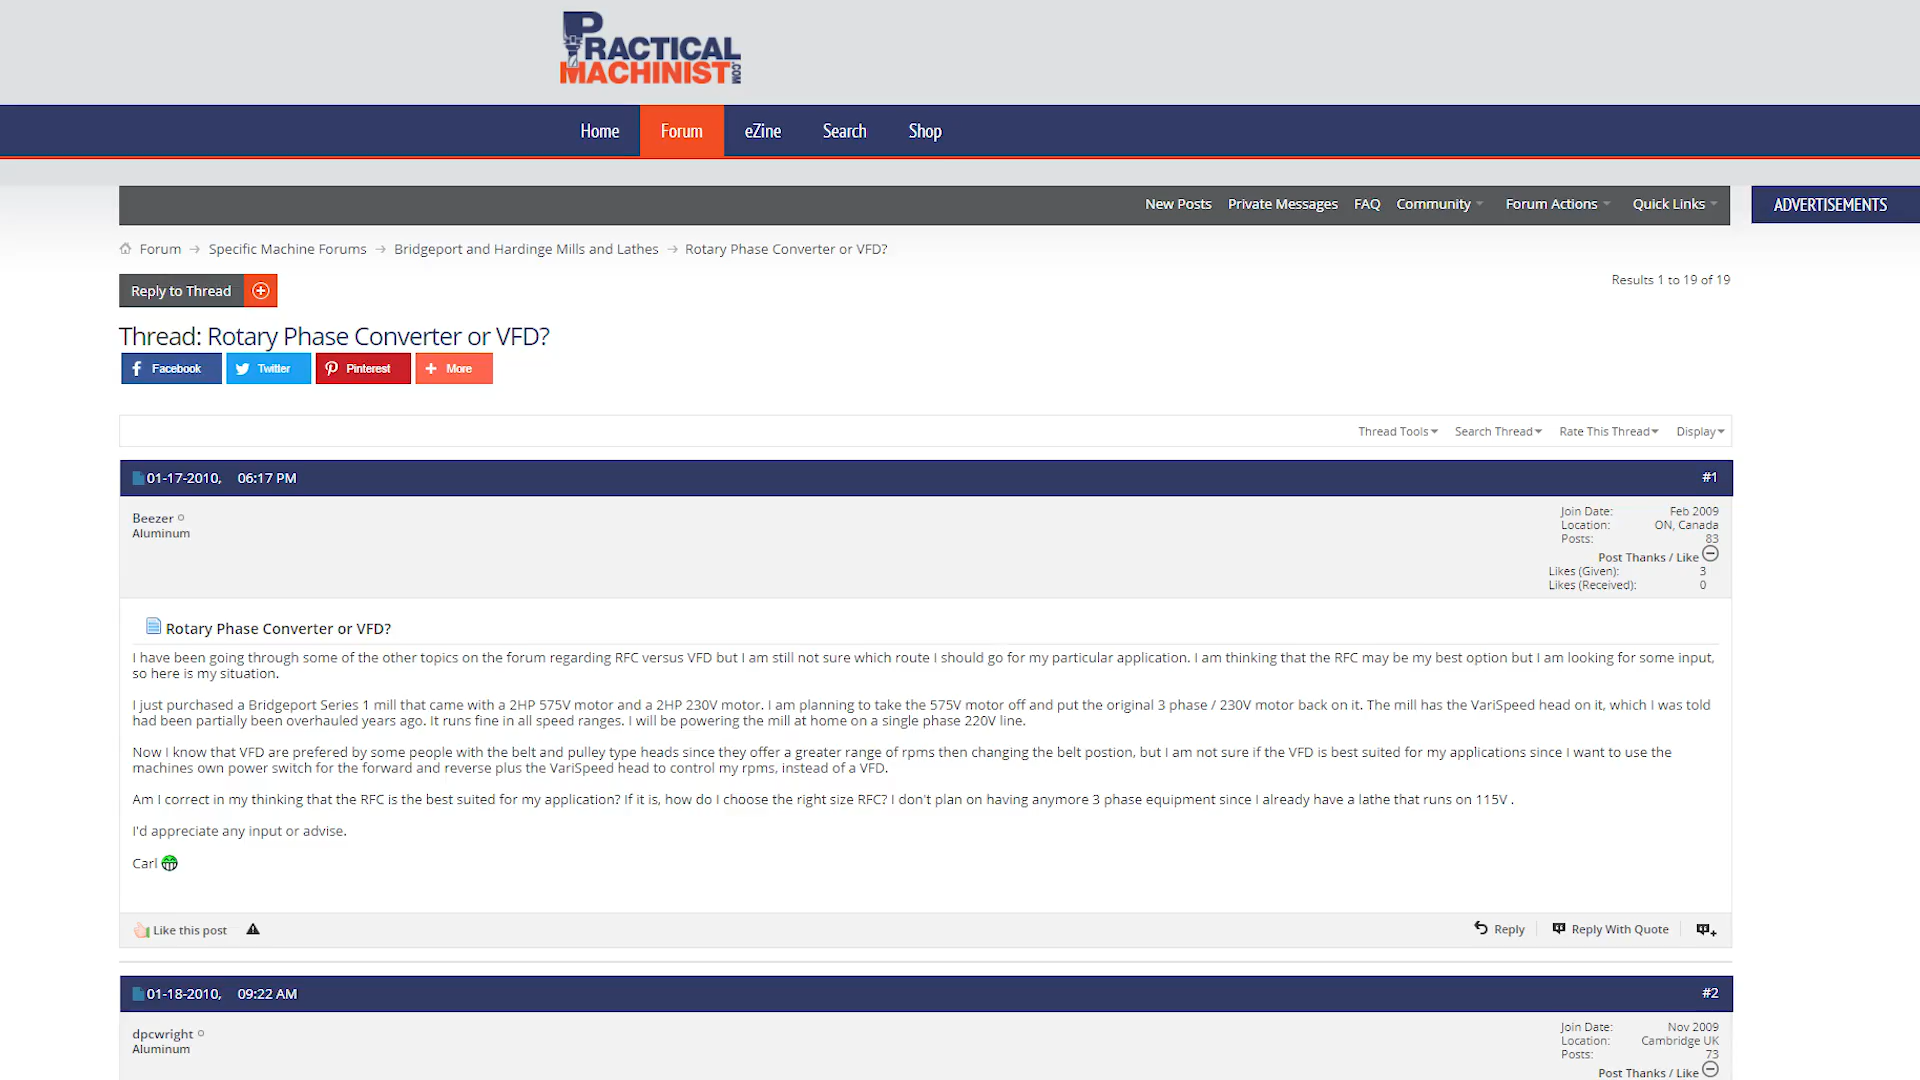 PRACTICAL
MACHINIST.COM
Home Forum eZine Search Shop
New Posts Private Messages FAQ Community Forum Actions Quick Links
ADVERTISEMENTS
Forum → Specific Machine Forums → Bridgeport and Hardinge Mills and Lathes → Rotary Phase Converter or VFD?
Reply to Thread
Results 1 to 19 of 19
Thread: Rotary Phase Converter or VFD?
Facebook Twitter Pinterest More
Thread Tools Search Thread Rate This Thread Display
01-17-2010, 06:17 PM #1
Beezer
Aluminum
Join Date: Feb 2009
Location: ON, Canada
Posts: 83
Post Thanks / Like
Likes (Given): 3
Likes (Received): 0
Rotary Phase Converter or VFD?
I have been going through some of the other topics on the forum regarding RFC versus VFD but I am still not sure which route I should go for my particular application. I am thinking that the RFC may be my best option but I am looking for some input,
so here is my situation.
I just purchased a Bridgeport Series 1 mill that came with a 2HP 575V motor and a 2HP 230V motor. I am planning to take the 575V motor off and put the original 3 phase / 230V motor back on it. The mill has the VariSpeed head on it, which I was told
had been partially been overhauled years ago. It runs fine in all speed ranges. I will be powering the mill at home on a single phase 220V line.
Now I know that VFD are prefered by some people with the belt and pulley type heads since they offer a greater range of rpms then changing the belt postion, but I am not sure if the VFD is best suited for my applications since I want to use the
machines own power switch for the forward and reverse plus the VariSpeed head to control my rpms, instead of a VFD.
Am I correct in my thinking that the RFC is the best suited for my application? If it is, how do I choose the right size RFC? I don't plan on having anymore 3 phase equipment since I already have a lathe that runs on 115V .
I'd appreciate any input or advise.
Carl
Like this post
Reply Reply With Quote
01-18-2010, 09:22 AM #2
dpcwright
Aluminum
Join Date: Nov 2009
Location: Cambridge UK
Posts: 73
Post Thanks / Like